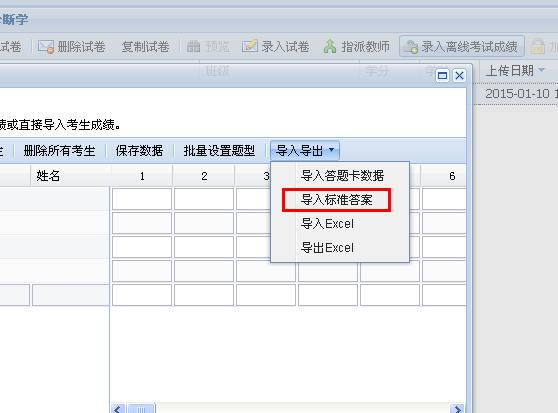 诊断学
试卷 删除试卷 复制试卷 预览 录入试卷 指派教师 录入离线考试成绩
班级 学分 上传日期
2015-01-10 1
绩或直接导入考生成绩。
删除所有考生 保存数据 批量设置题型 导入导出
姓名 1 2 3 6
导入答题卡数据
导入标准答案
导入Excel
导出Excel